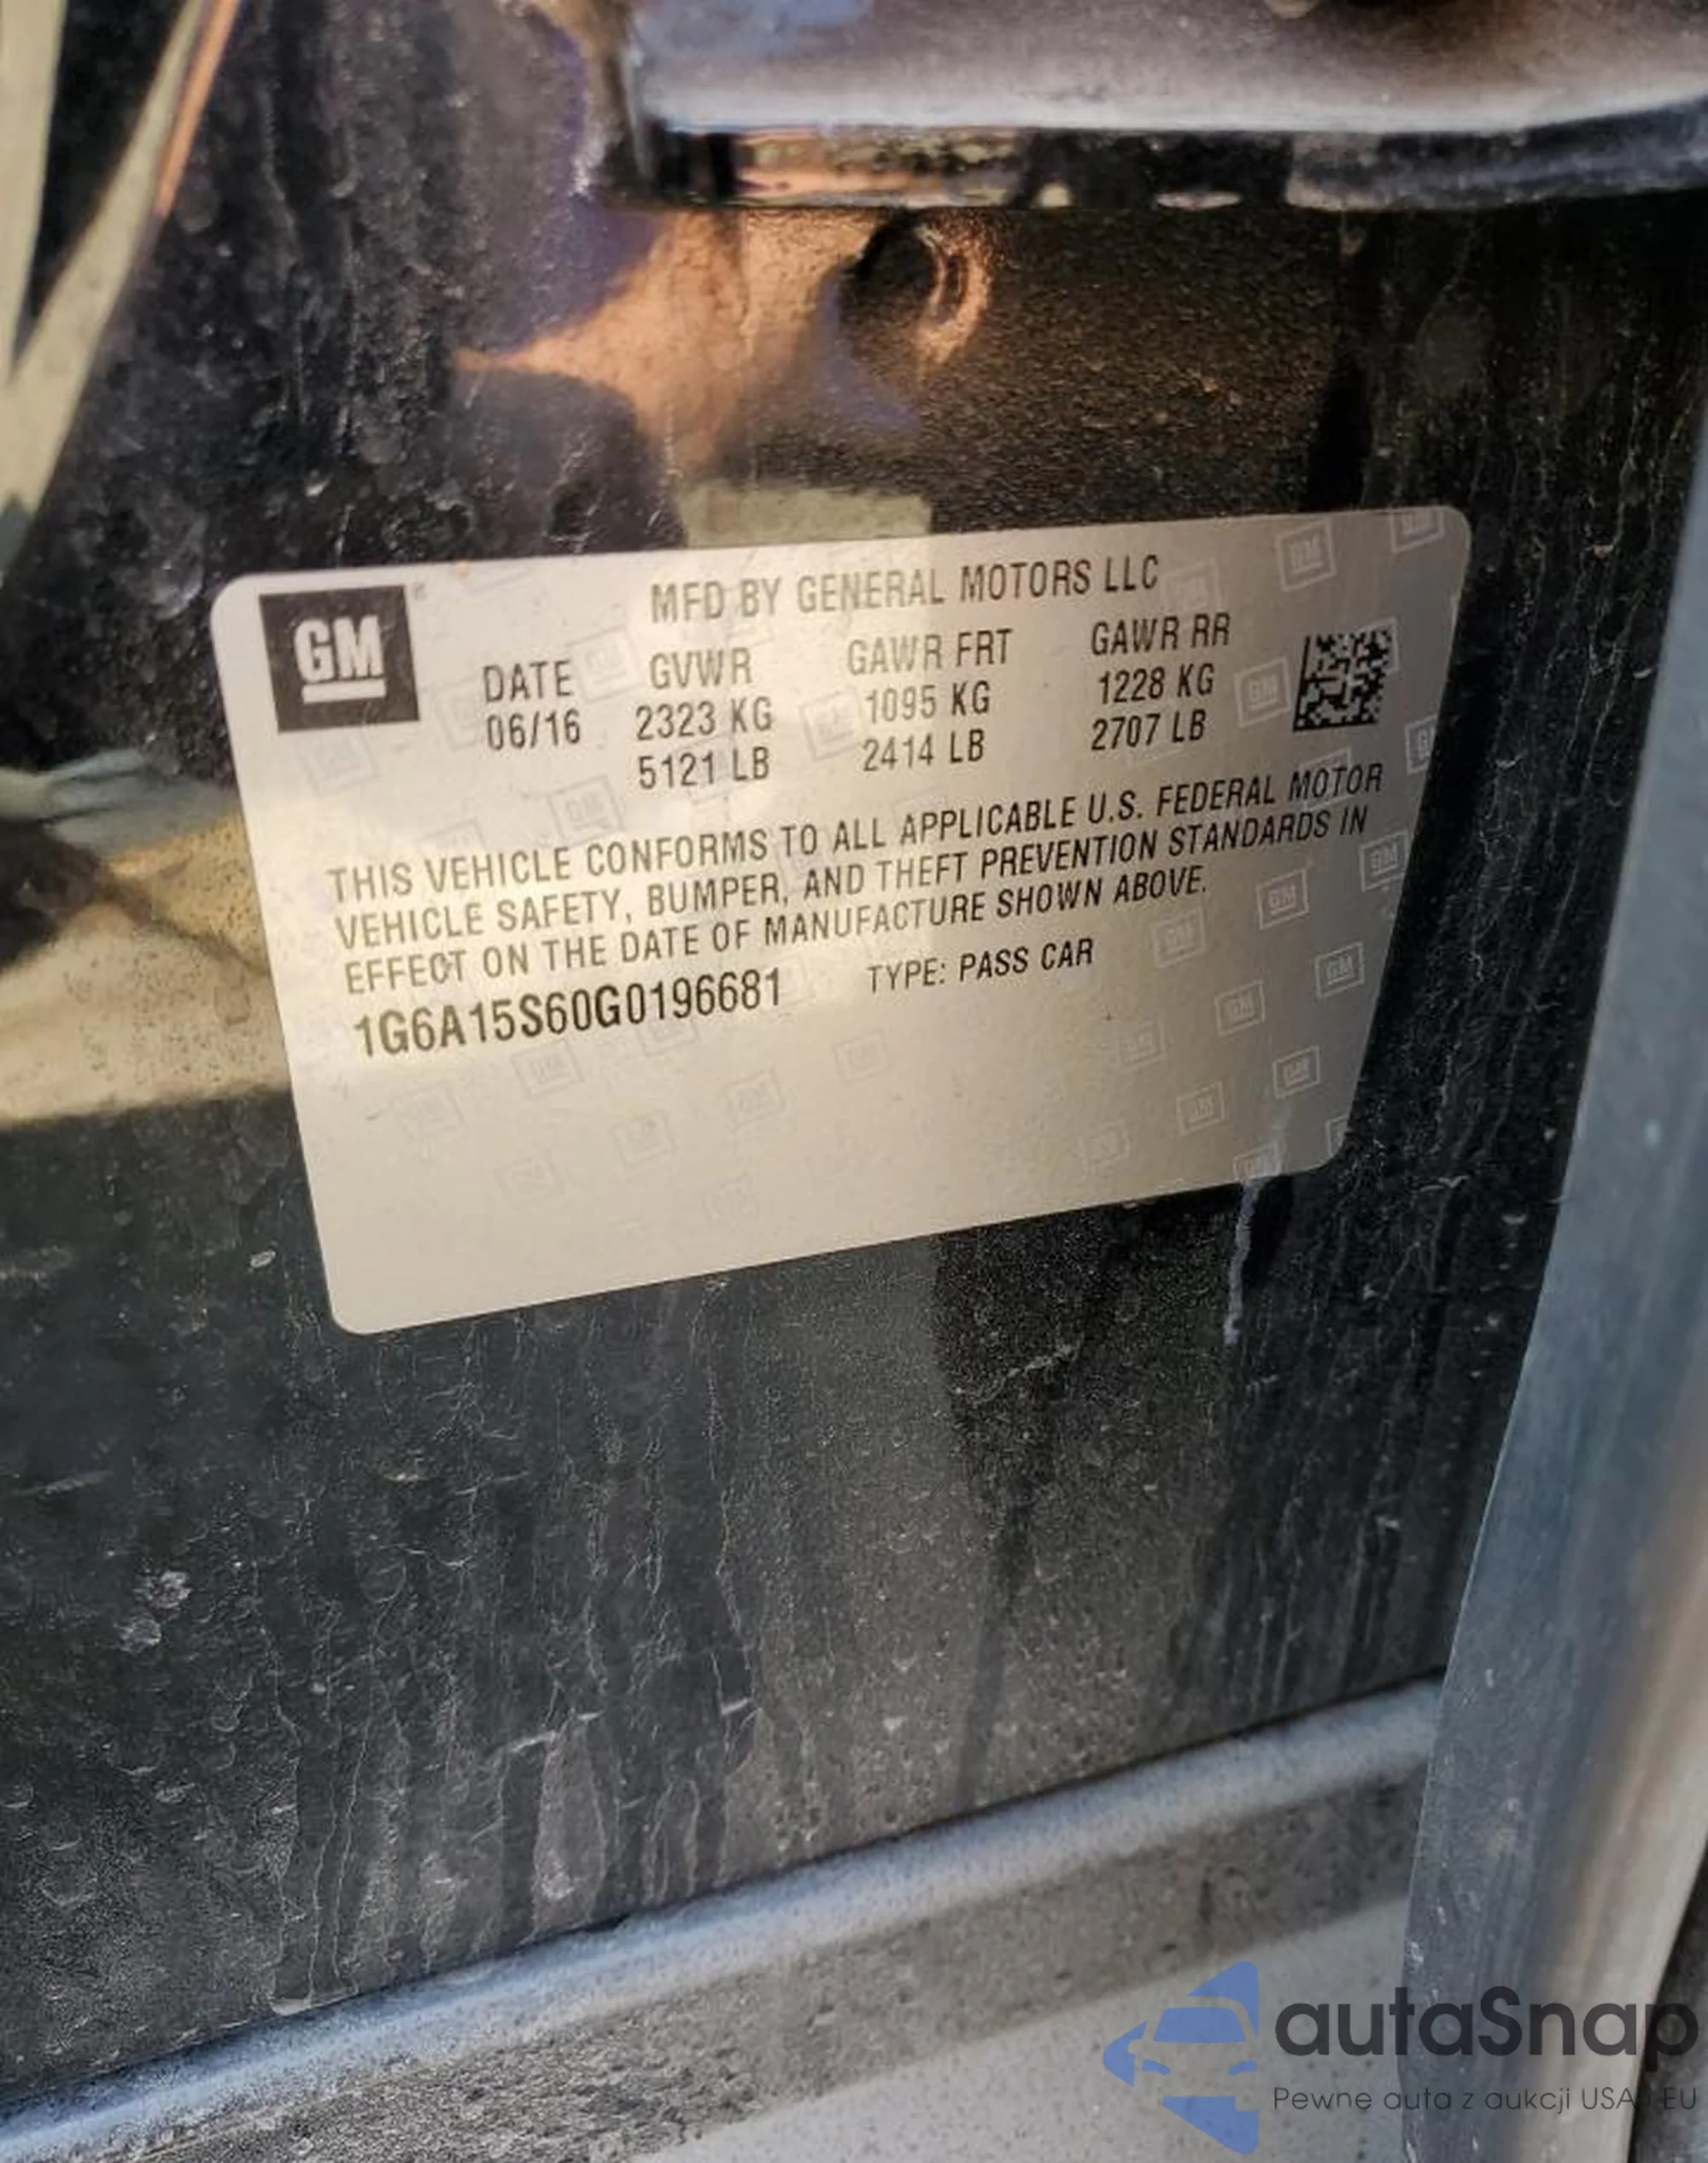 GM
MFD BY GENERAL MOTORS LLC
DATE GVWR GAWR FRT GAWR RR
06/16 2323 KG 1095 KG 1228 KG
5121 LB 2414 LB 2707 LB
THIS VEHICLE CONFORMS TO ALL APPLICABLE U.S. FEDERAL MOTOR
VEHICLE SAFETY, BUMPER, AND THEFT PREVENTION STANDARDS IN
EFFECT ON THE DATE OF MANUFACTURE SHOWN ABOVE.
1G6A15S60G0196681 TYPE: PASS CAR
autaSnap
Pewne auta z aukcji USA EU